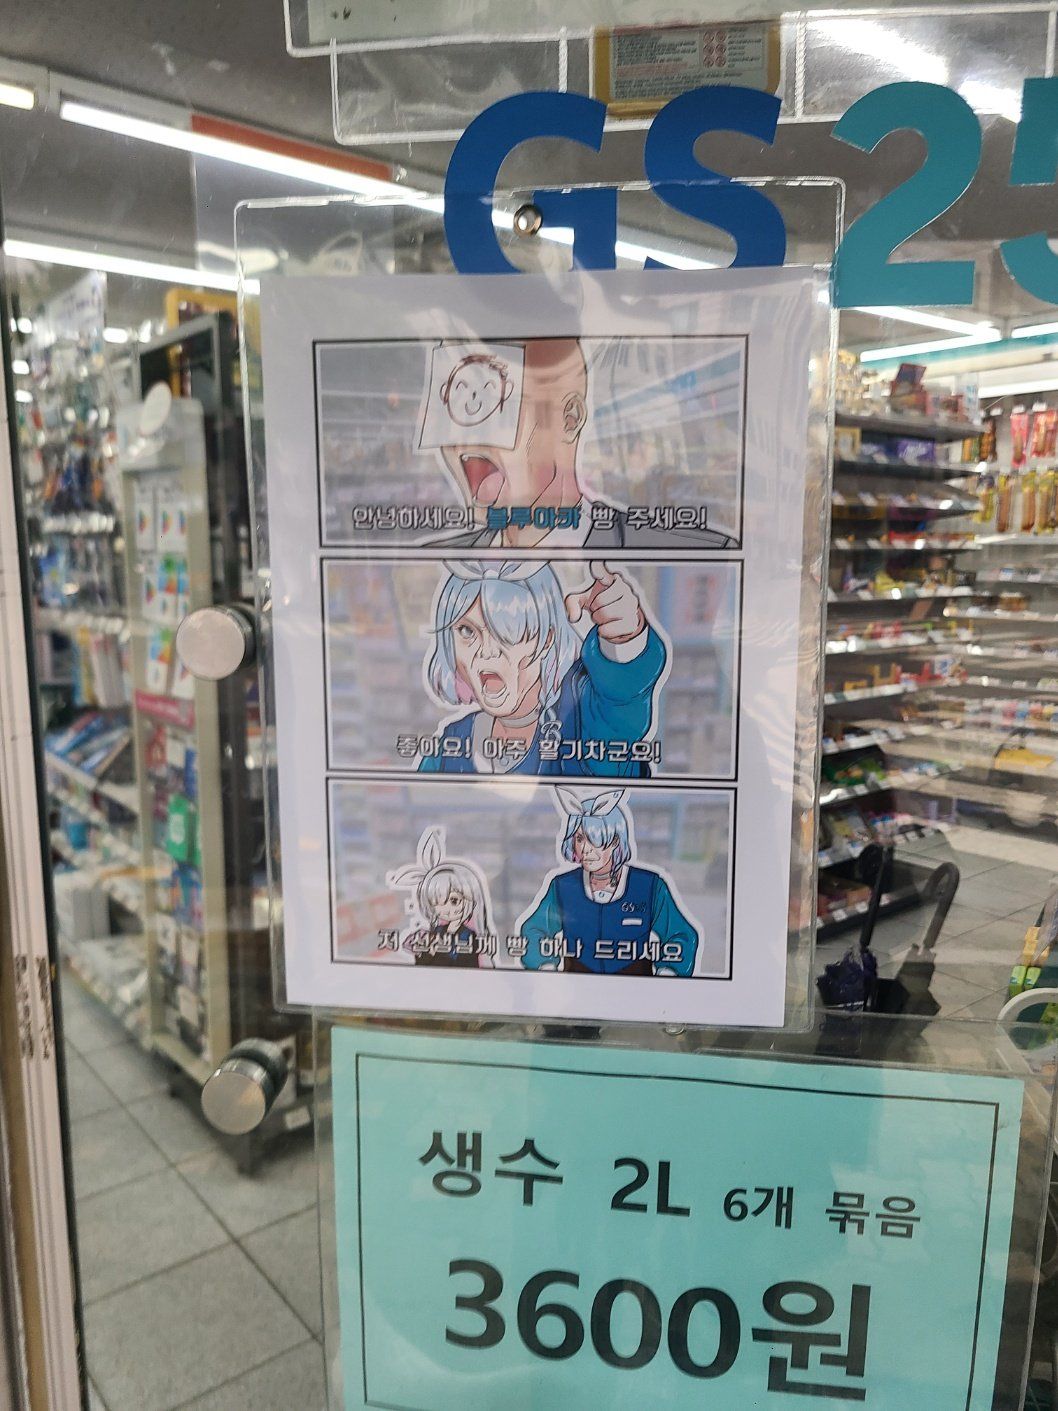 GS25
안녕하세요! 블루아카 빵 주세요!
좋아요! 아주 활기차군요!
저 선생님께 빵 하나 드리세요
생수 2L 6개 묶음
3600원